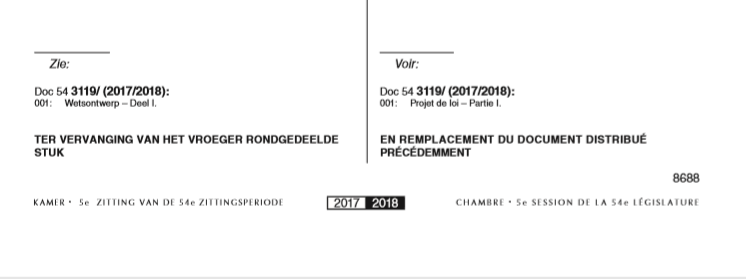 Zie:
Doc 54 3119/ (2017/2018):
001: Wetsontwerp – Deel I.
TER VERVANGING VAN HET VROEGER RONDGEDEELDE
STUK
Voir:
Doc 54 3119/ (2017/2018):
001: Projet de loi – Partie I.
EN REMPLACEMENT DU DOCUMENT DISTRIBUÉ
PRÉCÉDEMMENT
8688
KAMER • 5e ZITTING VAN DE 54e ZITTINGSPERIODE 2017 2018 CHAMBRE • 5e SESSION DE LA 54e LÉGISLATURE